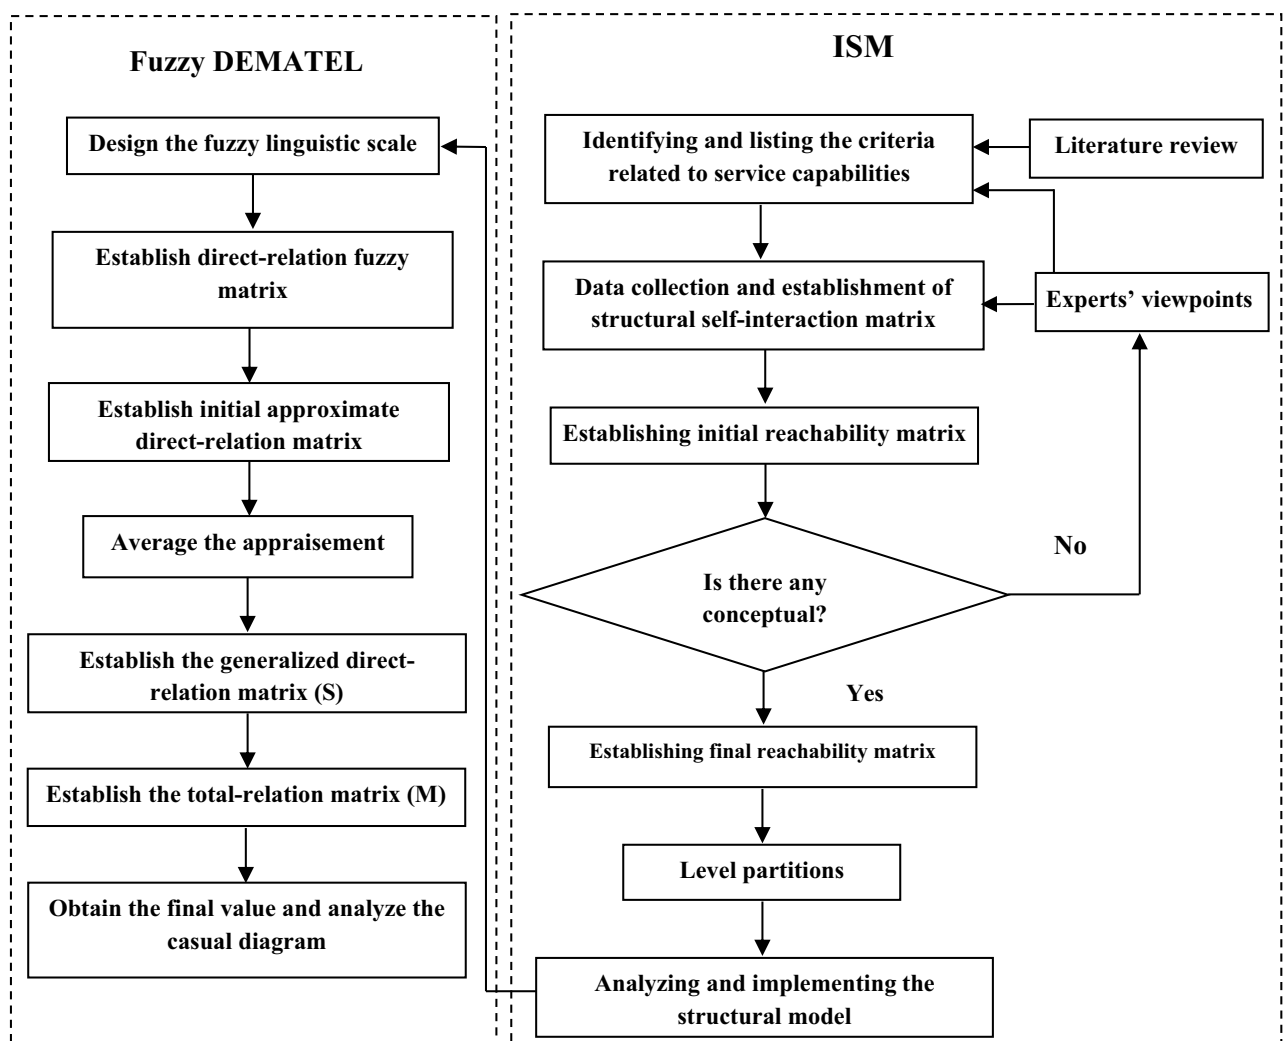 Fuzzy DEMATEL
Design the fuzzy linguistic scale
Establish direct-relation fuzzy
matrix
Establish initial approximate
direct-relation matrix
Average the appraisement
Establish the generalized direct-
relation matrix (S)
Establish the total-relation matrix (M)
Obtain the final value and analyze the
casual diagram
ISM
Identifying and listing the criteria
related to service capabilities
Literature review
Data collection and establishment of
structural self-interaction matrix
Experts’ viewpoints
Establishing initial reachability matrix
Is there any
conceptual?
No
Yes
Establishing final reachability matrix
Level partitions
Analyzing and implementing the
structural model